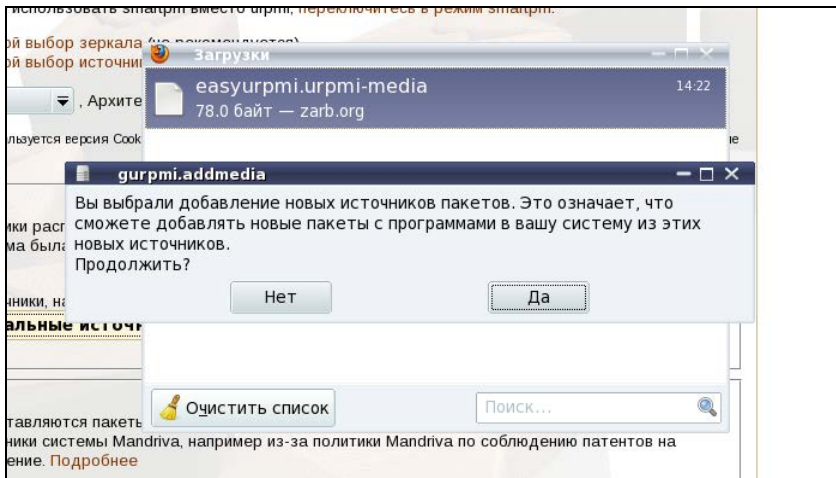 использовать smartpm вместо urpmi, переключитесь в режим smartpm.
ой выбор зеркала (не рекомендуется)
ой выбор источни
Загрузки
easyurpmi.urpmi-media
14:22
78.0 байт — zarb.org
, Архите
льзуется версия Cook
ие
gurpmi.addmedia
Вы выбрали добавление новых источников пакетов. Это означает, что
сможете добавлять новые пакеты с программами в вашу систему из этих
новых источников.
Продолжить?
Нет
Да
ики расп
ма была
чники, на
альные источн
Очистить список
Поиск...
тавляются пакеты
ники системы Mandriva, например из-за политики Mandriva по соблюдению патентов на
ение. Подробнее